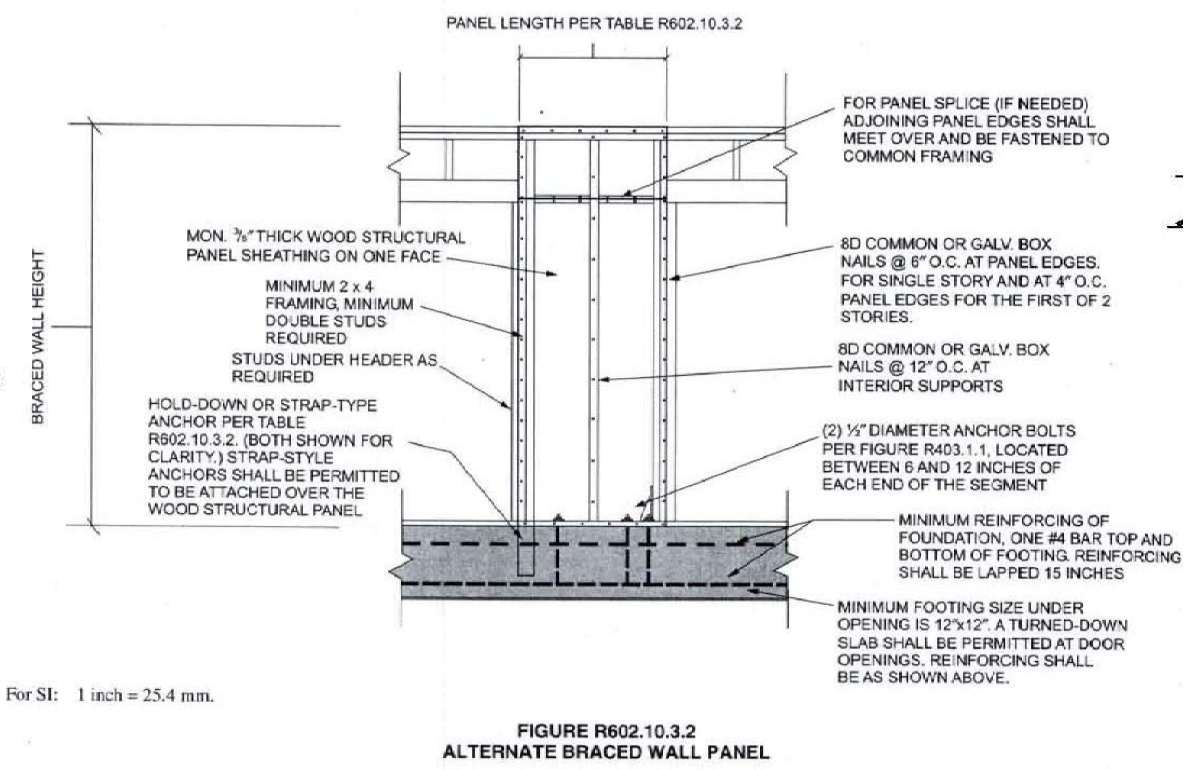 PANEL LENGTH PER TABLE R602.10.3.2
FOR PANEL SPLICE (IF NEEDED)
ADJOINING PANEL EDGES SHALL
MEET OVER AND BE FASTENED TO
COMMON FRAMING
BRACED WALL HEIGHT
MON. ³/₈" THICK WOOD STRUCTURAL
PANEL SHEATHING ON ONE FACE
MINIMUM 2 x 4
FRAMING, MINIMUM
DOUBLE STUDS
REQUIRED
STUDS UNDER HEADER AS
REQUIRED
HOLD-DOWN OR STRAP-TYPE
ANCHOR PER TABLE
R602.10.3.2. (BOTH SHOWN FOR
CLARITY.) STRAP-STYLE
ANCHORS SHALL BE PERMITTED
TO BE ATTACHED OVER THE
WOOD STRUCTURAL PANEL
8D COMMON OR GALV. BOX
NAILS @ 6" O.C. AT PANEL EDGES.
FOR SINGLE STORY AND AT 4" O.C.
PANEL EDGES FOR THE FIRST OF 2
STORIES.
8D COMMON OR GALV. BOX
NAILS @ 12" O.C. AT
INTERIOR SUPPORTS
(2) ½" DIAMETER ANCHOR BOLTS
PER FIGURE R403.1.1, LOCATED
BETWEEN 6 AND 12 INCHES OF
EACH END OF THE SEGMENT
MINIMUM REINFORCING OF
FOUNDATION, ONE #4 BAR TOP AND
BOTTOM OF FOOTING. REINFORCING
SHALL BE LAPPED 15 INCHES
MINIMUM FOOTING SIZE UNDER
OPENING IS 12"x12". A TURNED-DOWN
SLAB SHALL BE PERMITTED AT DOOR
OPENINGS. REINFORCING SHALL
BE AS SHOWN ABOVE.
For SI: 1 inch = 25.4 mm.
FIGURE R602.10.3.2
ALTERNATE BRACED WALL PANEL